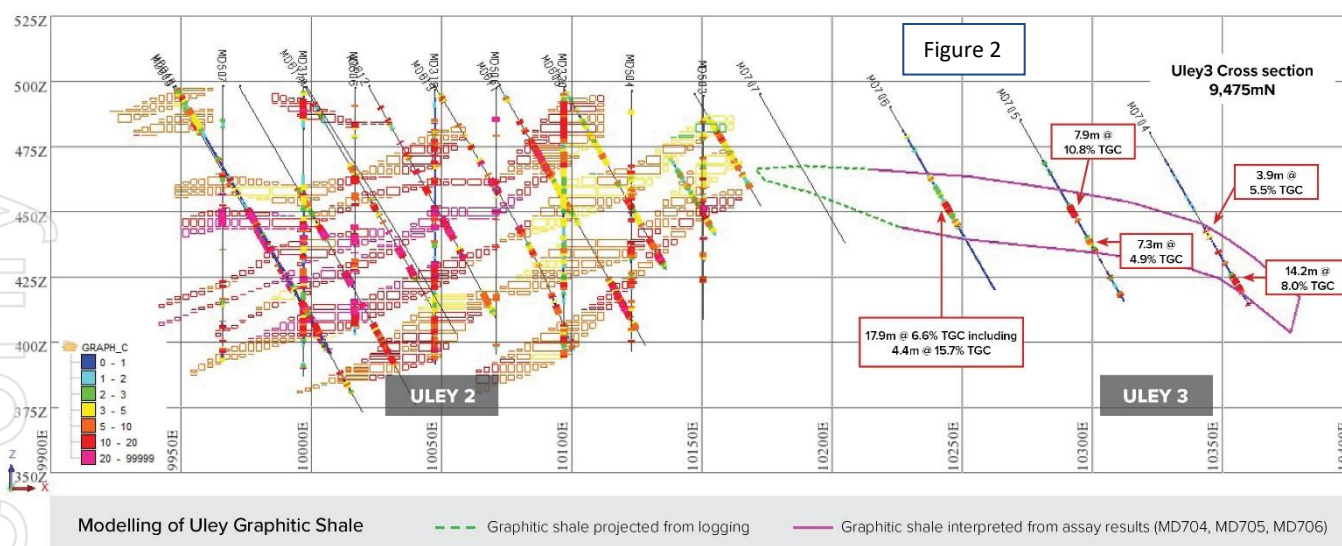 525Z
500Z
475Z
450Z
425Z
400Z
375Z
350Z
Figure 2
Uley3 Cross section
9,475mN
MD507
MD504
MD707
MD706
MD705
MD704
7.9m @
10.8% TGC
3.9m @
5.5% TGC
7.3m @
4.9% TGC
14.2m @
8.0% TGC
17.9m @ 6.6% TGC including
4.4m @ 15.7% TGC
GRAPH_C
0 - 1
1 - 2
2 - 3
3 - 5
5 - 10
10 - 20
20 - 99999
ULEY 2
ULEY 3
9900E
9950E
10000E
10050E
10100E
10150E
10200E
10250E
10300E
10350E
Z
X
Modelling of Uley Graphitic Shale
Graphitic shale projected from logging
Graphitic shale interpreted from assay results (MD704, MD705, MD706)